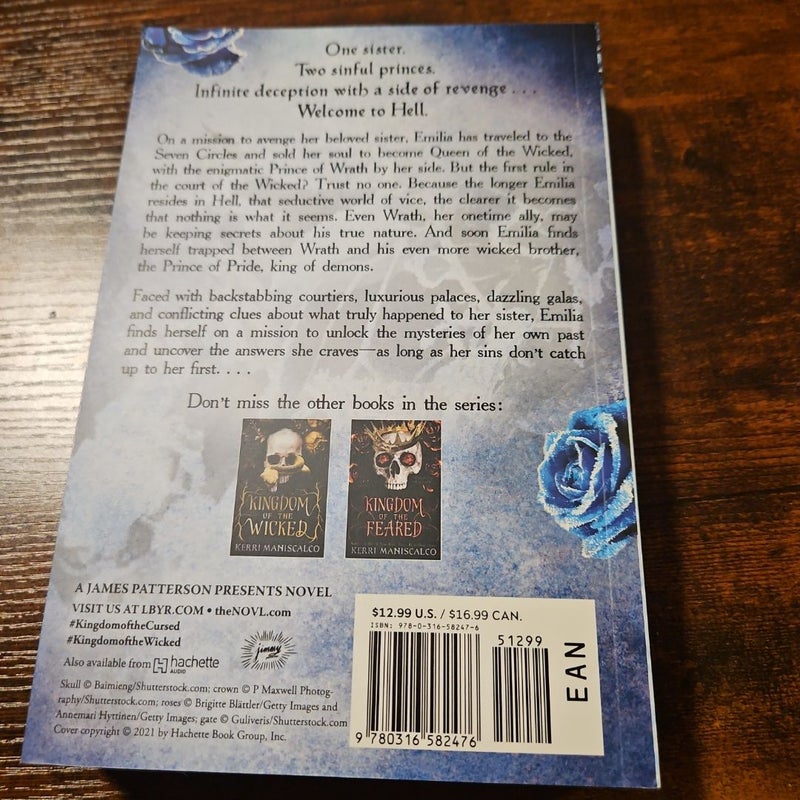 One sister.
Two sinful princes.
Infinite deception with a side of revenge . . .
Welcome to Hell.
On a mission to avenge her beloved sister, Emilia has traveled to the
Seven Circles and sold her soul to become Queen of the Wicked,
with the enigmatic Prince of Wrath by her side. But the first rule in
the court of the Wicked? Trust no one. Because the longer Emilia
resides in Hell, that seductive world of vice, the clearer it becomes
that nothing is what it seems. Even Wrath, her onetime ally, may
be keeping secrets about his true nature. And soon Emilia finds
herself trapped between Wrath and his even more wicked brother,
the Prince of Pride, king of demons.
Faced with backstabbing courtiers, luxurious palaces, dazzling galas,
and conflicting clues about what truly happened to her sister, Emilia
finds herself on a mission to unlock the mysteries of her own past
and uncover the answers she craves—as long as her sins don't catch
up to her first. . . .
Don't miss the other books in the series:
KINGDOM
OF THE
WICKED
KERRI MANISCALCO
KINGDOM
OF THE
FEARED
KERRI MANISCALCO
A JAMES PATTERSON PRESENTS NOVEL
VISIT US AT LBYR.COM • theNOVL.com
#KingdomoftheCursed
#KingdomoftheWicked
Also available from hachette
AUDIO
jimmy
Skull © Baimieng/Shutterstock.com; crown © P Maxwell Photog-
raphy/Shutterstock.com; roses © Brigitte Blättler/Getty Images and
Annemari Hyttinen/Getty Images; gate © Guliveris/Shutterstock.com
Cover copyright © 2021 by Hachette Book Group, Inc.
$12.99 U.S. / $16.99 CAN.
ISBN: 978-0-316-58247-6
51299
EAN
9 780316 582476